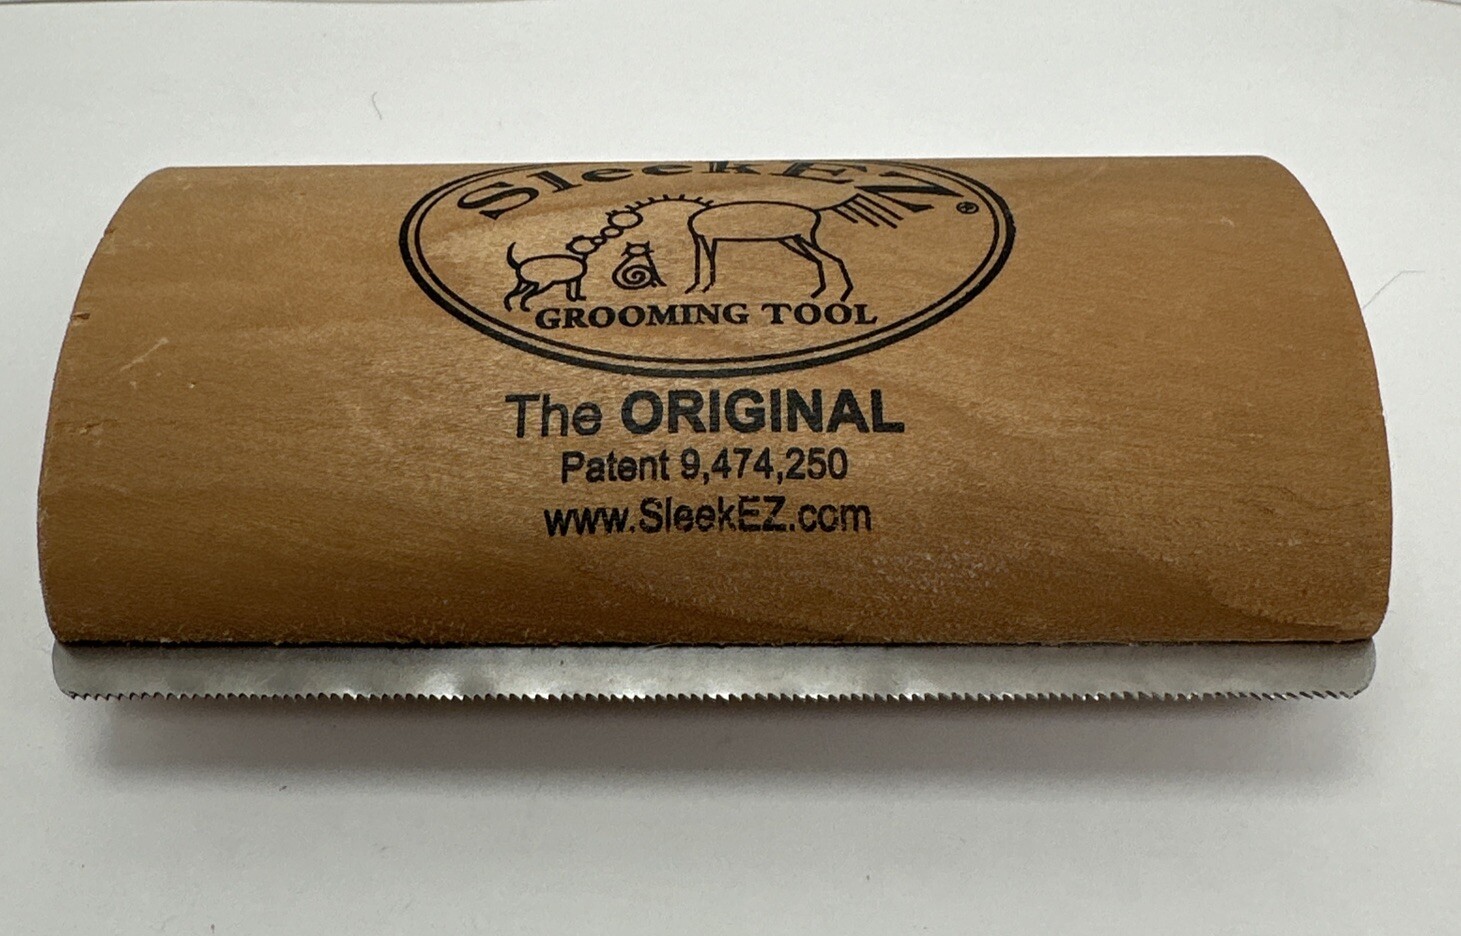 SleekEZ®
GROOMING TOOL
The ORIGINAL
Patent 9,474,250
www.SleekEZ.com